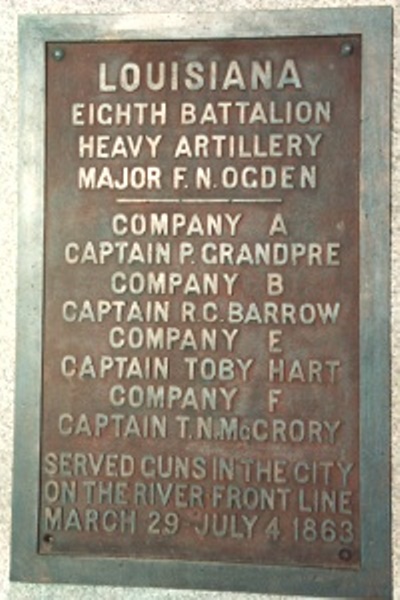 LOUISIANA
EIGHTH BATTALION
HEAVY ARTILLERY
MAJOR F. N. OGDEN
COMPANY A
CAPTAIN P. GRANDPRE
COMPANY B
CAPTAIN R. C. BARROW
COMPANY E
CAPTAIN TOBY HART
COMPANY F
CAPTAIN T. N. McCRORY
SERVED GUNS IN THE CITY
ON THE RIVER FRONT LINE
MARCH 29 JULY 4, 1863